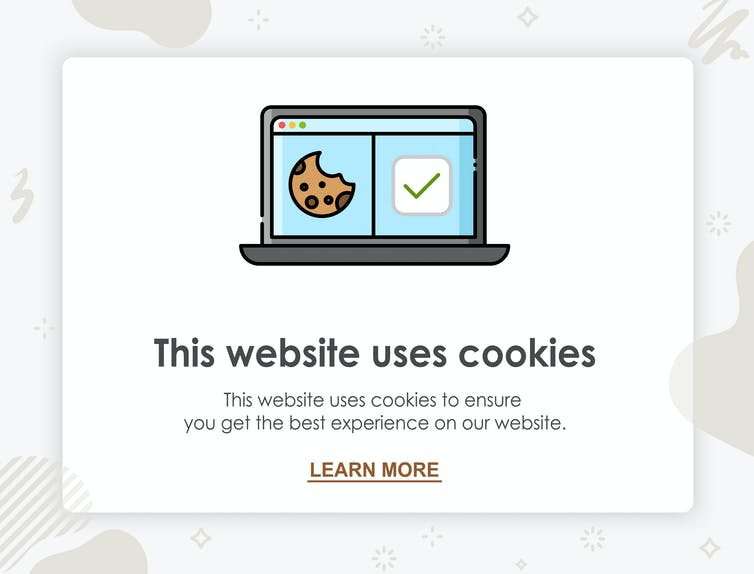 This website uses cookies
This website uses cookies to ensure
you get the best experience on our website.
LEARN MORE